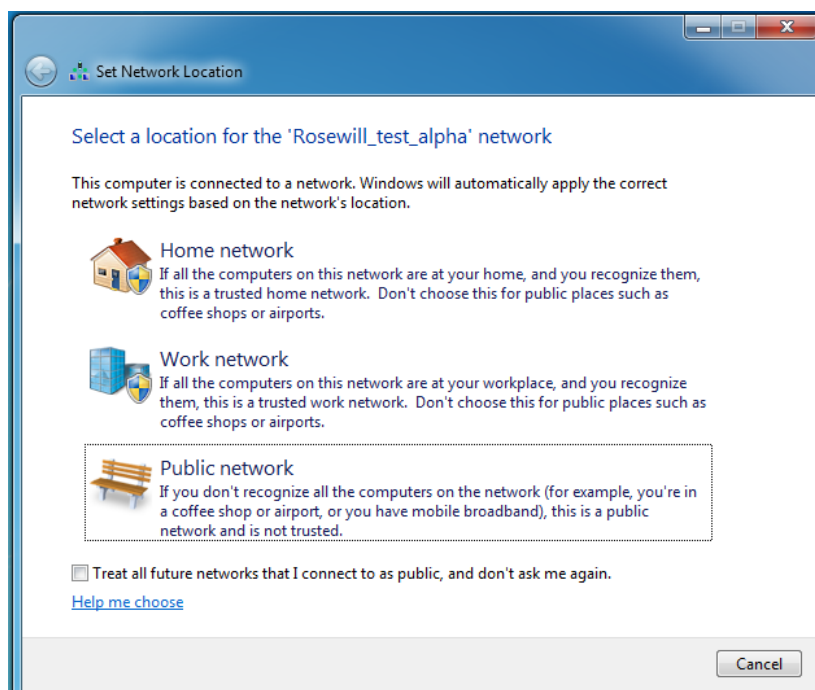 Set Network Location
Select a location for the 'Rosewill_test_alpha' network
This computer is connected to a network. Windows will automatically apply the correct
network settings based on the network's location.
Home network
If all the computers on this network are at your home, and you recognize them,
this is a trusted home network.  Don't choose this for public places such as
coffee shops or airports.
Work network
If all the computers on this network are at your workplace, and you recognize
them, this is a trusted work network.  Don't choose this for public places such as
coffee shops or airports.
Public network
If you don't recognize all the computers on the network (for example, you're in
a coffee shop or airport, or you have mobile broadband), this is a public
network and is not trusted.
Treat all future networks that I connect to as public, and don't ask me again.
Help me choose
Cancel